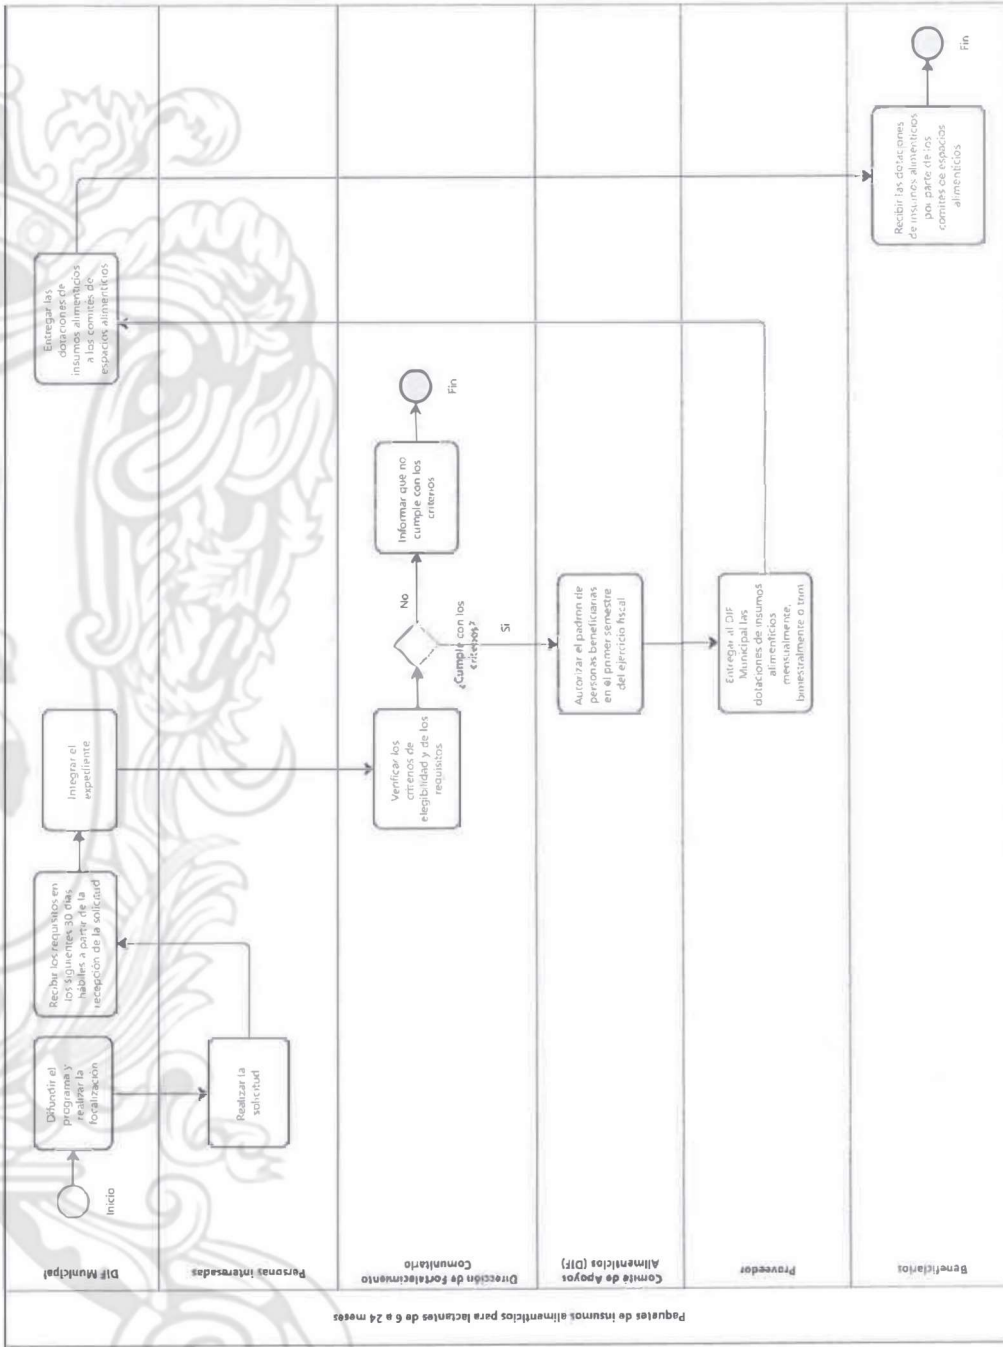 Paquetes de insumos alimenticios para lactantes de 6 a 24 meses
DIF Municipal
Inicio
Difundir el
programa y
realizar la
focalización
Recibir los requisitos en
los siguientes 30 días
hábiles a partir de la
recepción de la solicitud
Integrar el
expediente
Entregar las
dotaciones de
insumos alimenticios
a los comités de
espacios alimenticios
Personas interesadas
Realizar la
solicitud
Dirección de Fortalecimiento
Comunitario
Verificar los
criterios de
elegibilidad y de los
requisitos
¿Cumple con los
criterios?
No
Si
Informar que no
cumple con los
criterios
Fin
Comité de Apoyos
Alimenticios (DIF)
Autorizar el padrón de
personas beneficiarias
en el primer semestre
del ejercicio fiscal
Proveedor
Entregar al DIF
Municipal las
dotaciones de insumos
alimenticios
mensualmente,
bimestralmente o trim
Beneficiarios
Recibir las dotaciones
de insumos alimenticios
por parte de los
comités de espacios
alimenticios
Fin